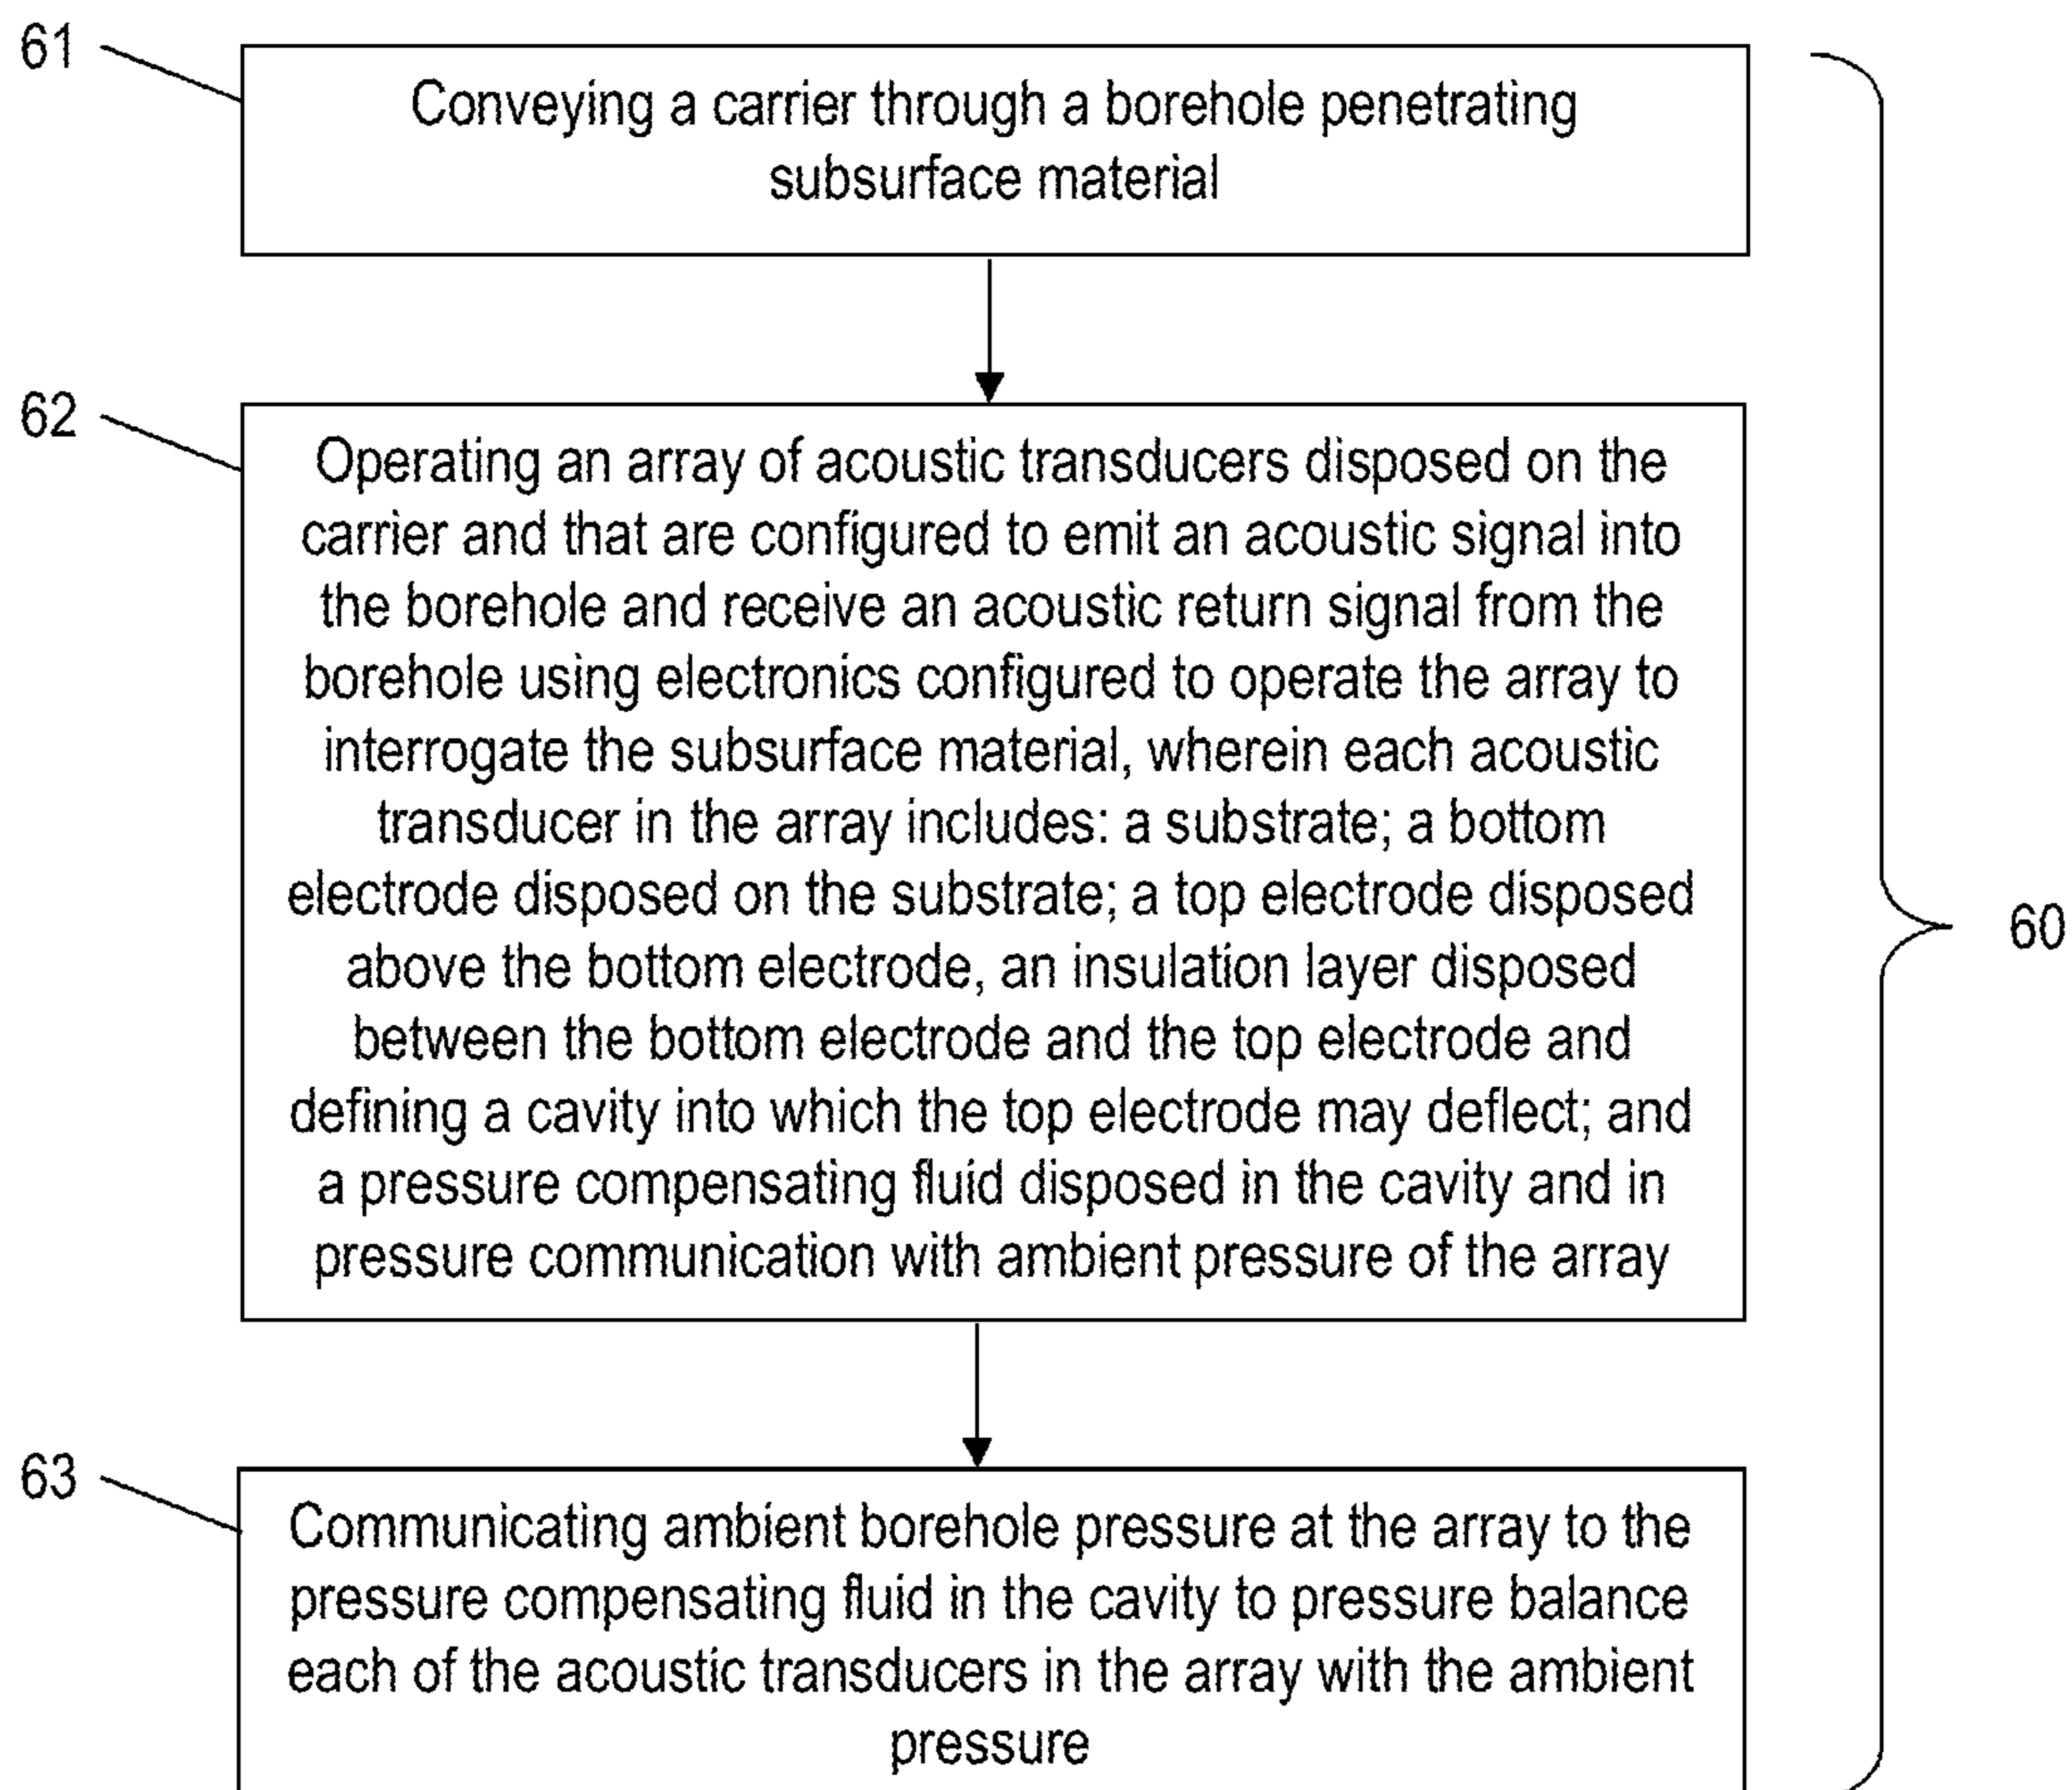 61
Conveying a carrier through a borehole penetrating
subsurface material
62
Operating an array of acoustic transducers disposed on the
carrier and that are configured to emit an acoustic signal into
the borehole and receive an acoustic return signal from the
borehole using electronics configured to operate the array to
interrogate the subsurface material, wherein each acoustic
transducer in the array includes: a substrate; a bottom
electrode disposed on the substrate; a top electrode disposed
above the bottom electrode, an insulation layer disposed
between the bottom electrode and the top electrode and
defining a cavity into which the top electrode may deflect; and
a pressure compensating fluid disposed in the cavity and in
pressure communication with ambient pressure of the array
60
63
Communicating ambient borehole pressure at the array to the
pressure compensating fluid in the cavity to pressure balance
each of the acoustic transducers in the array with the ambient
pressure